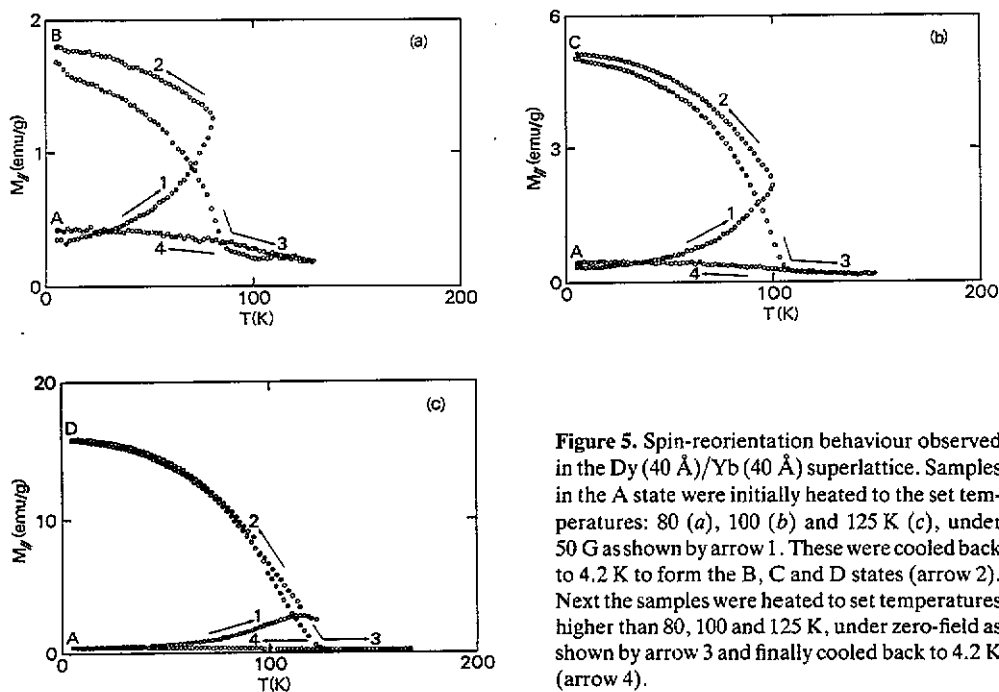 2
B
(a)
2
M∥(emu/g)
1
1
A
3
4
0
0
100
200
T(K)
6
C
(b)
2
M∥(emu/g)
3
1
A
3
4
0
0
100
200
T(K)
20
(c)
D
M∥(emu/g)
10
2
1
A
4
3
0
0
100
200
T(K)
Figure 5. Spin-reorientation behaviour observed
in the Dy (40 Å)/Yb (40 Å) superlattice. Samples
in the A state were initially heated to the set tem-
peratures: 80 (a), 100 (b) and 125 K (c), under
50 G as shown by arrow 1. These were cooled back
to 4.2 K to form the B, C and D states (arrow 2).
Next the samples were heated to set temperatures
higher than 80, 100 and 125 K, under zero-field as
shown by arrow 3 and finally cooled back to 4.2 K
(arrow 4).